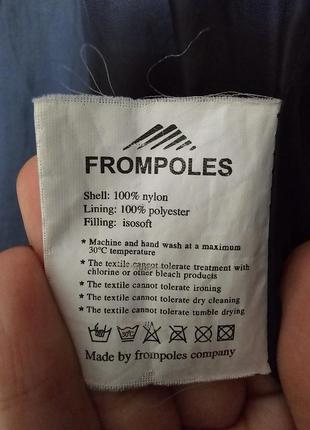 FROMPOLES
Shell: 100% nylon
Lining: 100% polyester
Filling: isosoft
* Machine and hand wash at a maximum
30°C temperature
* The textile cannot tolerate treatment with
chlorine or other bleach products
* The textile cannot tolerate ironing
* The textile cannot tolerate dry cleaning
* The textile cannot tolerate tumble drying
30°C
Made by frompoles company